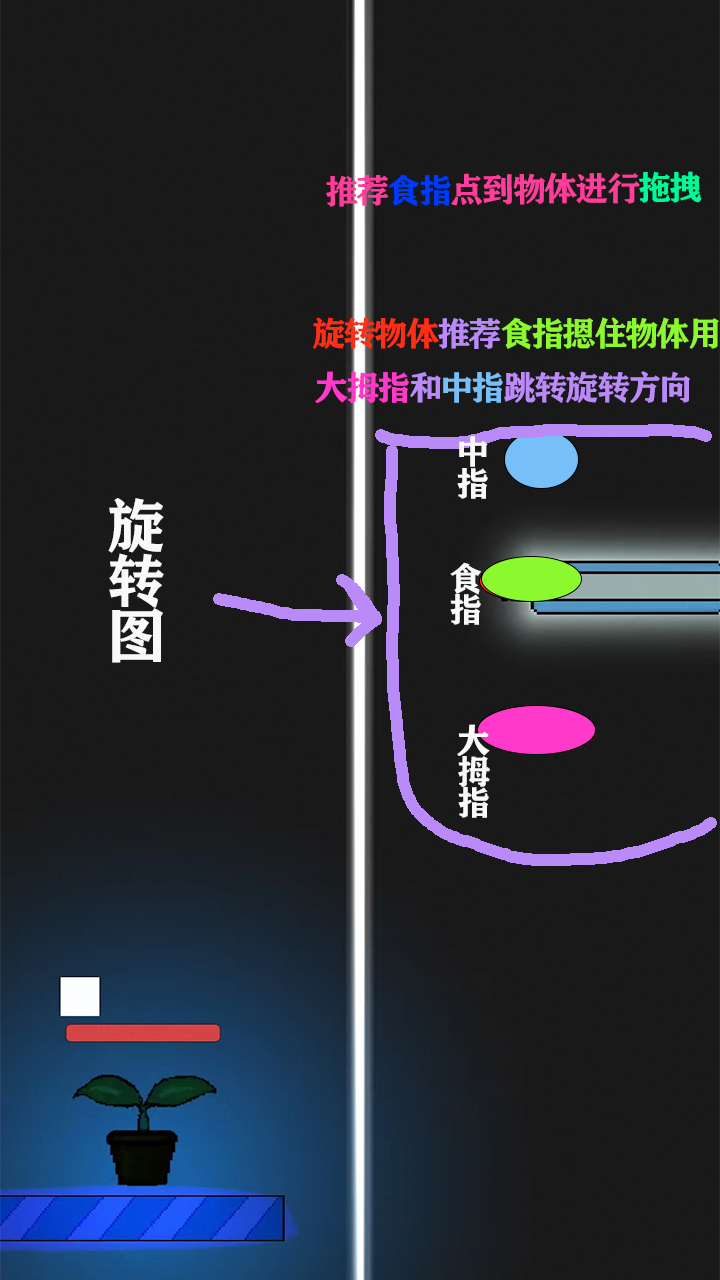 推荐食指点到物体进行拖拽
旋转物体推荐食指摁住物体用
大拇指和中指跳转旋转方向
中指
食指
旋转图
大拇指